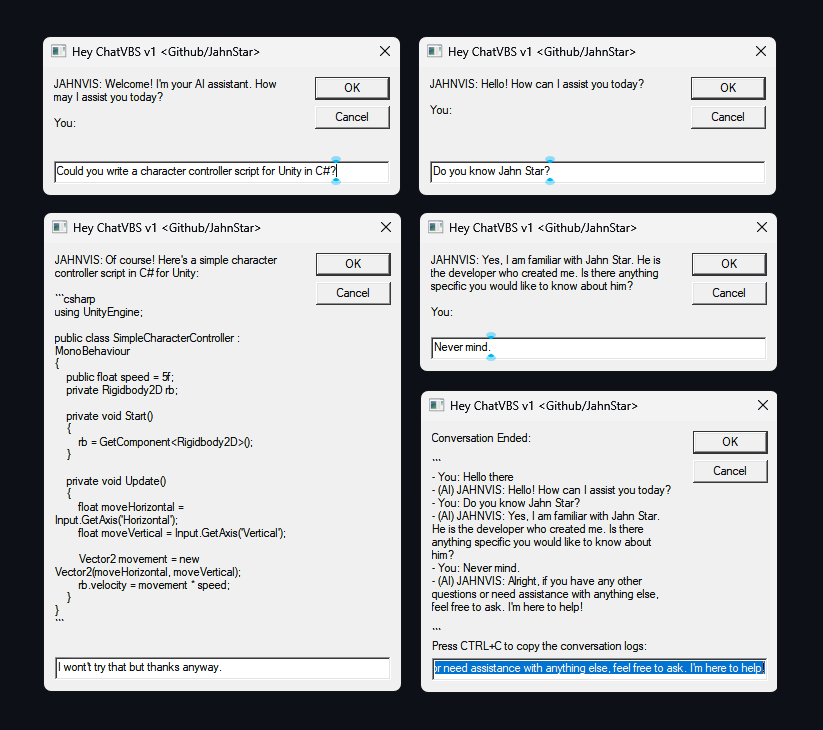 Hey ChatVBS v1 <Github/JahnStar>
JAHNVIS: Welcome! I'm your AI assistant. How
may I assist you today?
You:
OK
Cancel
Could you write a character controller script for Unity in C#?
Hey ChatVBS v1 <Github/JahnStar>
JAHNVIS: Hello! How can I assist you today?
You:
OK
Cancel
Do you know Jahn Star?
Hey ChatVBS v1 <Github/JahnStar>
JAHNVIS: Of course! Here's a simple character
controller script in C# for Unity:
```csharp
using UnityEngine;
public class SimpleCharacterController :
MonoBehaviour
{
public float speed = 5f;
private Rigidbody2D rb;
private void Start()
{
rb = GetComponent<Rigidbody2D>();
}
private void Update()
{
float moveHorizontal =
Input.GetAxis("Horizontal");
float moveVertical = Input.GetAxis("Vertical");
Vector2 movement = new
Vector2(moveHorizontal, moveVertical);
rb.velocity = movement * speed;
}
}
```
OK
Cancel
I wont't try that but thanks anyway.
Hey ChatVBS v1 <Github/JahnStar>
JAHNVIS: Yes, I am familiar with Jahn Star. He is
the developer who created me. Is there anything
specific you would like to know about him?
You:
OK
Cancel
Never mind.
Hey ChatVBS v1 <Github/JahnStar>
Conversation Ended:
```
- You: Hello there
- (AI) JAHNVIS: Hello! How can I assist you today?
- You: Do you know Jahn Star?
- (AI) JAHNVIS: Yes, I am familiar with Jahn Star.
He is the developer who created me. Is there
anything specific you would like to know about
him?
- You: Never mind.
- (AI) JAHNVIS: Alright, if you have any other
questions or need assistance with anything else,
feel free to ask. I'm here to help!
```
Press CTRL+C to copy the conversation logs:
OK
Cancel
or need assistance with anything else, feel free to ask. I'm here to help.